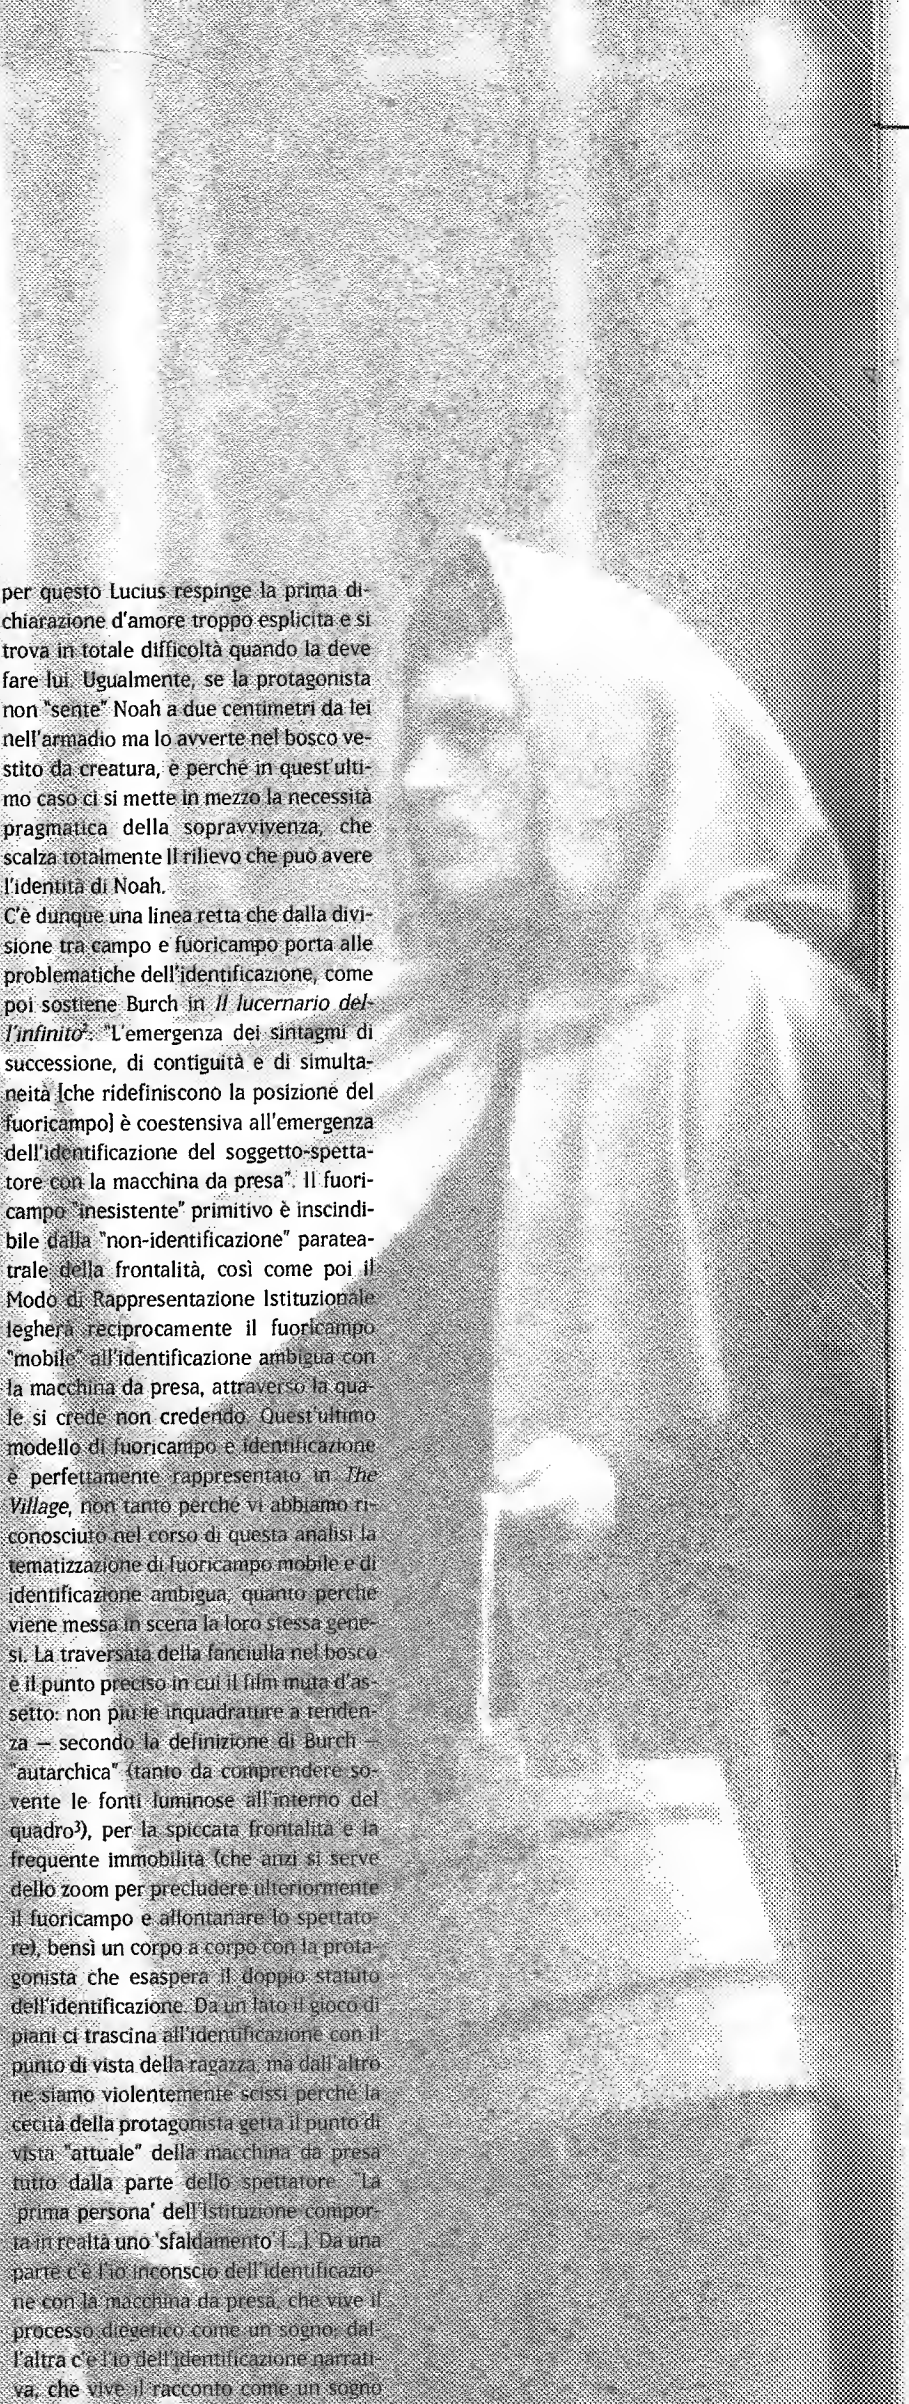 per questo Lucius respinge la prima di-
chiarazione d'amore troppo esplicita e si
trova in totale difficoltà quando la deve
fare lui. Ugualmente, se la protagonista
non "sente" Noah a due centimetri da lei
nell'armadio ma lo avverte nel bosco ve-
stito da creatura, è perché in quest'ulti-
mo caso ci si mette in mezzo la necessità
pragmatica della sopravvivenza, che
scalza totalmente il rilievo che può avere
l'identità di Noah.
C'è dunque una linea retta che dalla divi-
sione tra campo e fuoricampo porta alle
problematiche dell'identificazione, come
poi sostiene Burch in Il lucernario del-
l'infinito²: "L'emergenza dei sintagmi di
successione, di contiguità e di simulta-
neità [che ridefiniscono la posizione del
fuoricampo] è coestensiva all'emergenza
dell'identificazione del soggetto-spetta-
tore con la macchina da presa". Il fuori-
campo "inesistente" primitivo è inscindi-
bile dalla "non-identificazione" paratea-
trale della frontalità, così come poi il
Modo di Rappresentazione Istituzionale
legherà reciprocamente il fuoricampo
"mobile" all'identificazione ambigua con
la macchina da presa, attraverso la qua-
le si crede non credendo. Quest'ultimo
modello di fuoricampo e identificazione
è perfettamente rappresentato in The
Village, non tanto perché vi abbiamo ri-
conosciuto nel corso di questa analisi la
tematizzazione di fuoricampo mobile e di
identificazione ambigua, quanto perché
viene messa in scena la loro stessa gene-
si. La traversata della fanciulla nel bosco
è il punto preciso in cui il film muta d'as-
setto: non più le inquadrature a tenden-
za – secondo la definizione di Burch –
"autarchica" (tanto da comprendere so-
vente le fonti luminose all'interno del
quadro³), per la spiccata frontalità e la
frequente immobilità (che anzi si serve
dello zoom per precludere ulteriormente
il fuoricampo e allontanare lo spettato-
re), bensì un corpo a corpo con la prota-
gonista che esaspera il doppio statuto
dell'identificazione. Da un lato il gioco di
piani ci trascina all'identificazione con il
punto di vista della ragazza, ma dall'altro
ne siamo violentemente scissi perché la
cecità della protagonista getta il punto di
vista "attuale" della macchina da presa
tutto dalla parte dello spettatore. "La
'prima persona' dell'Istituzione compor-
ta in realtà uno 'sfaldamento' [...]. Da una
parte c'è l'io inconscio dell'identificazio-
ne con la macchina da presa, che vive il
processo diegetico come un sogno; dal-
l'altra c'è l'io dell'identificazione narrati-
va, che vive il racconto come un sogno